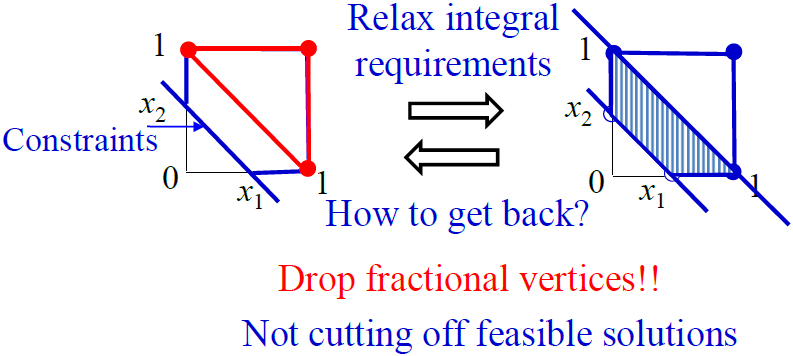 Relax integral
requirements
1
x2
Constraints
0
x1
1
1
x2
0
x1
1
How to get back?
Drop fractional vertices!!
Not cutting off feasible solutions